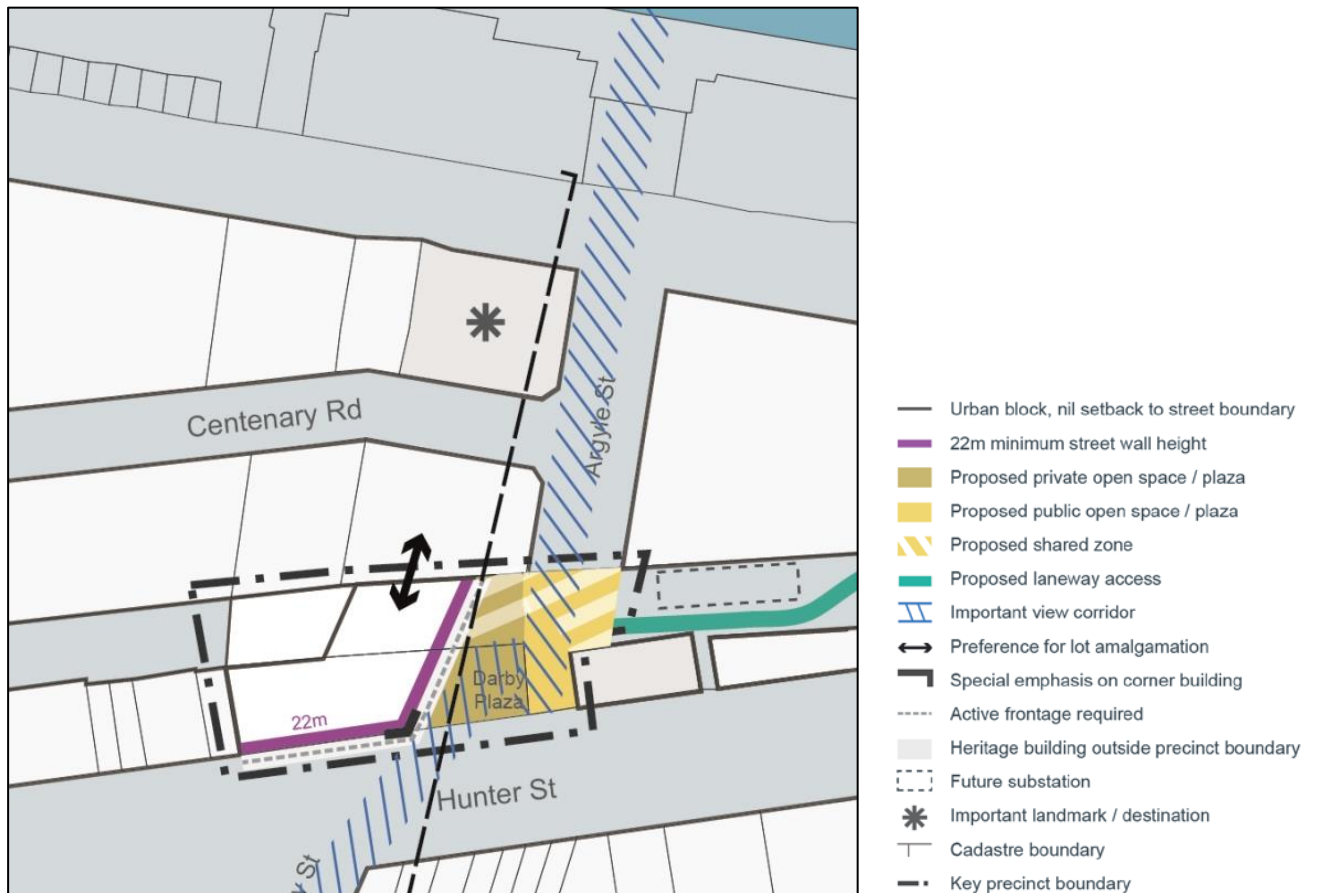 Centenary Rd
Argyle St
Darby
Plaza
22m
Hunter St
y St
Urban block, nil setback to street boundary
22m minimum street wall height
Proposed private open space / plaza
Proposed public open space / plaza
Proposed shared zone
Proposed laneway access
Important view corridor
Preference for lot amalgamation
Special emphasis on corner building
Active frontage required
Heritage building outside precinct boundary
Future substation
Important landmark / destination
Cadastre boundary
Key precinct boundary